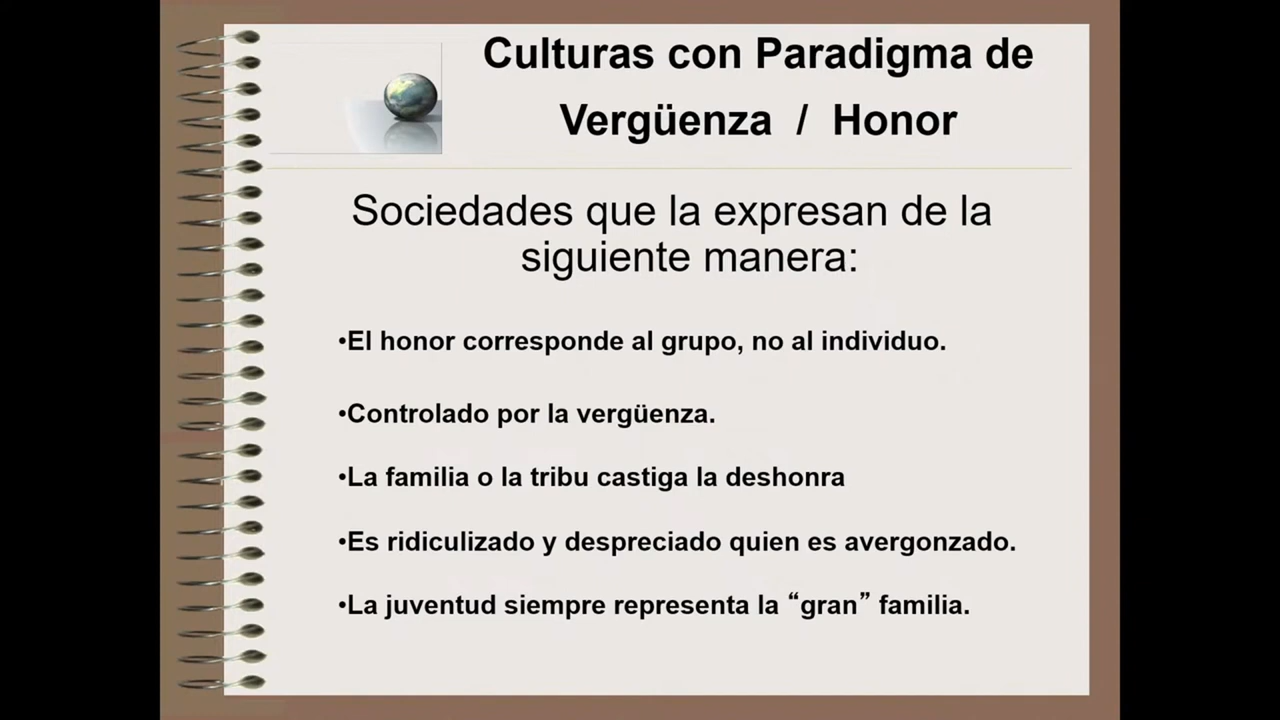 Culturas con Paradigma de
Vergüenza / Honor
Sociedades que la expresan de la
siguiente manera:
•El honor corresponde al grupo, no al individuo.
•Controlado por la vergüenza.
•La familia o la tribu castiga la deshonra
•Es ridiculizado y despreciado quien es avergonzado.
•La juventud siempre representa la “gran” familia.